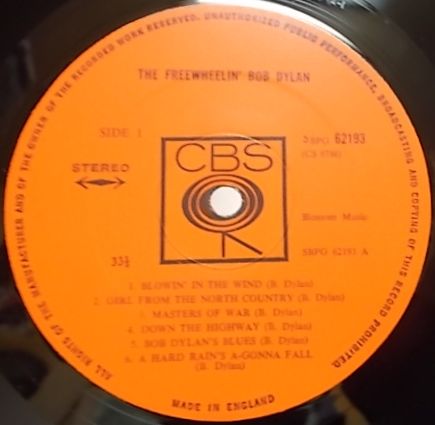 ALL RIGHTS OF THE MANUFACTURER AND OF THE OWNER OF THE RECORDED WORK RESERVED. UNAUTHORIZED PUBLIC PERFORMANCE, BROADCASTING AND COPYING OF THIS RECORD PROHIBITED.
THE FREEWHEELIN' BOB DYLAN
SIDE 1
SSRPG 62193
(CS 8786)
STEREO
CBS
Blossom Music
33⅓
SRPG 62193 A
1. BLOWIN' IN THE WIND (B. Dylan)
2. GIRL FROM THE NORTH COUNTRY (B. Dylan)
3. MASTERS OF WAR (B. Dylan)
4. DOWN THE HIGHWAY (B. Dylan)
5. BOB DYLAN'S BLUES (B. Dylan)
6. A HARD RAIN'S A-GONNA FALL
(B. Dylan)
MADE IN ENGLAND